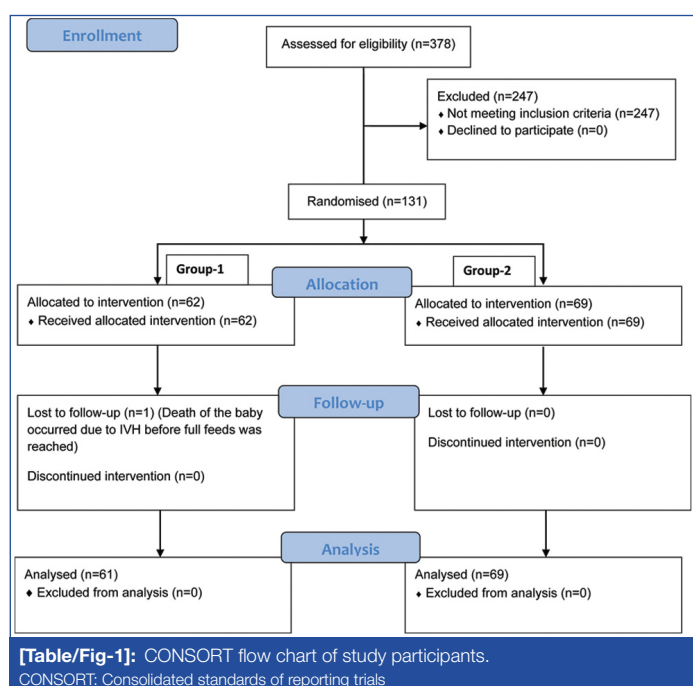 Enrollment
Assessed for eligibility (n=378)
Excluded (n=247)
♦ Not meeting inclusion criteria (n=247)
♦ Declined to participate (n=0)
Randomised (n=131)
Group-1
Group-2
Allocation
Allocated to intervention (n=62)
♦ Received allocated intervention (n=62)
Allocated to intervention (n=69)
♦ Received allocated intervention (n=69)
Follow-up
Lost to follow-up (n=1) (Death of the baby
occurred due to IVH before full feeds was
reached)
Discontinued intervention (n=0)
Lost to follow-up (n=0)
Discontinued intervention (n=0)
Analysis
Analysed (n=61)
♦ Excluded from analysis (n=0)
Analysed (n=69)
♦ Excluded from analysis (n=0)
[Table/Fig-1]: CONSORT flow chart of study participants.
CONSORT: Consolidated standards of reporting trials